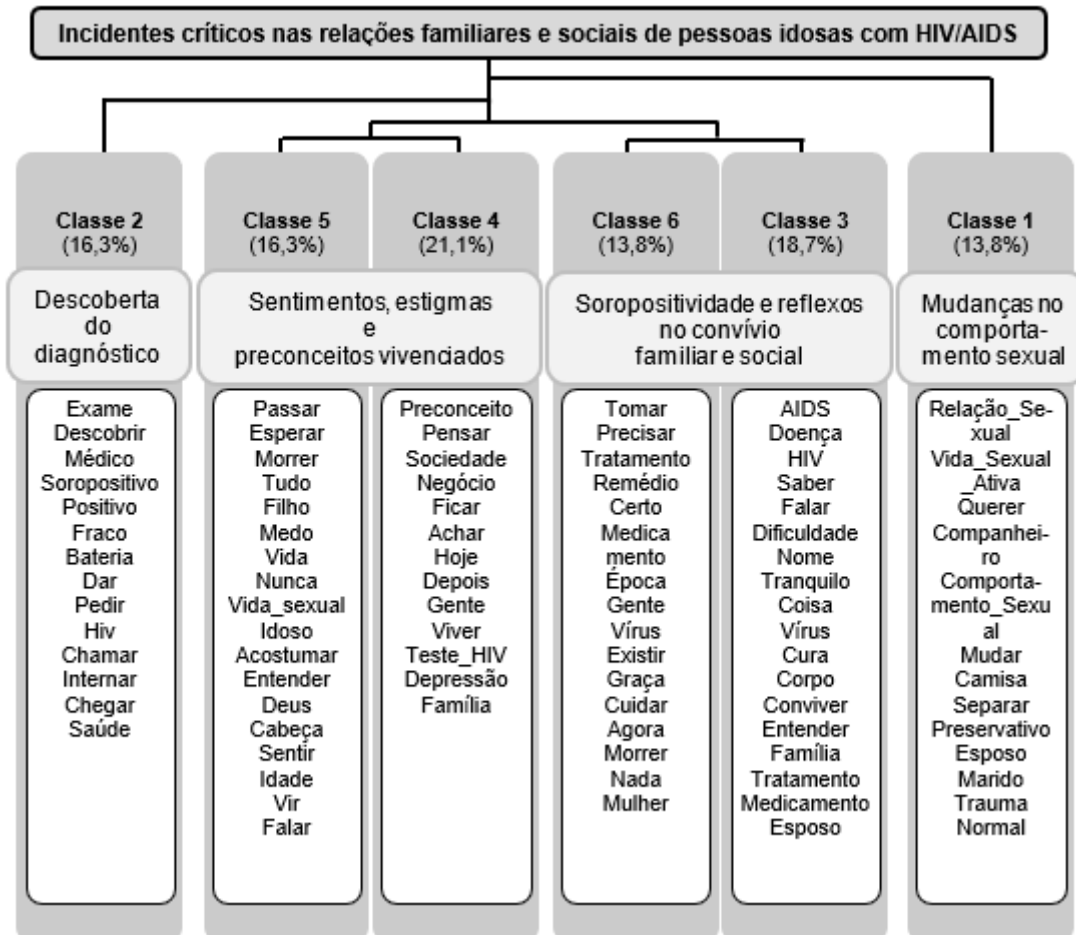 Incidentes críticos nas relações familiares e sociais de pessoas idosas com HIV/AIDS
Classe 2
(16,3%)
Descoberta
do
diagnóstico
Exame
Descobrir
Médico
Soropositivo
Positivo
Fraco
Bateria
Dar
Pedir
Hiv
Chamar
Internar
Chegar
Saúde
Classe 5
(16,3%)
Classe 4
(21,1%)
Sentimentos, estigmas
e
preconceitos vivenciados
Passar
Esperar
Morrer
Tudo
Filho
Medo
Vida
Nunca
Vida_sexual
Idoso
Acostumar
Entender
Deus
Cabeça
Sentir
Idade
Vir
Falar
Preconceito
Pensar
Sociedade
Negócio
Ficar
Achar
Hoje
Depois
Gente
Viver
Teste_HIV
Depressão
Família
Classe 6
(13,8%)
Classe 3
(18,7%)
Soropositividade e reflexos
no convívio
familiar e social
Tomar
Precisar
Tratamento
Remédio
Certo
Medica
mento
Época
Gente
Vírus
Existir
Graça
Cuidar
Agora
Morrer
Nada
Mulher
AIDS
Doença
HIV
Saber
Falar
Dificuldade
Nome
Tranquilo
Coisa
Vírus
Cura
Corpo
Conviver
Entender
Família
Tratamento
Medicamento
Esposo
Classe 1
(13,8%)
Mudanças no
comporta-
mento sexual
Relação_Se-
xual
Vida_Sexual
_Ativa
Querer
Companhei-
ro
Comporta-
mento_Sexu
al
Mudar
Camisa
Separar
Preservativo
Esposo
Marido
Trauma
Normal